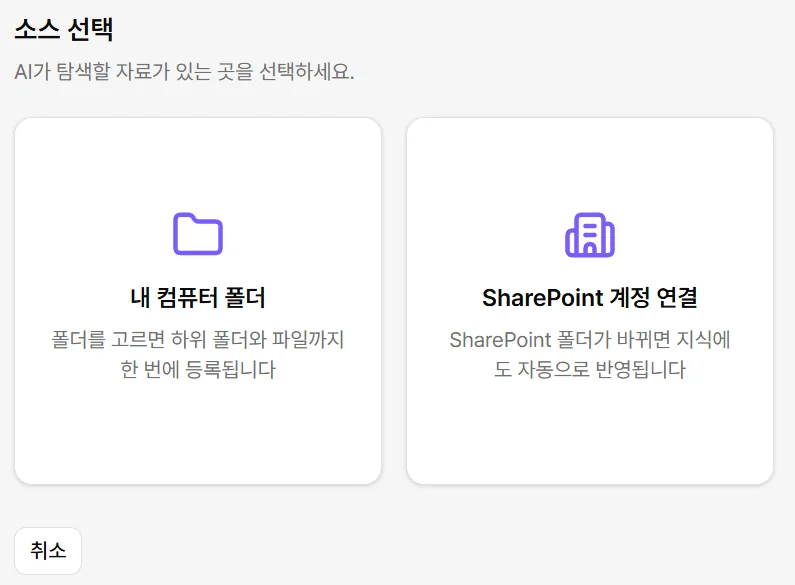 소스 선택
AI가 탐색할 자료가 있는 곳을 선택하세요.
내 컴퓨터 폴더
폴더를 고르면 하위 폴더와 파일까지
한 번에 등록됩니다
SharePoint 계정 연결
SharePoint 폴더가 바뀌면 지식에
도 자동으로 반영됩니다
취소